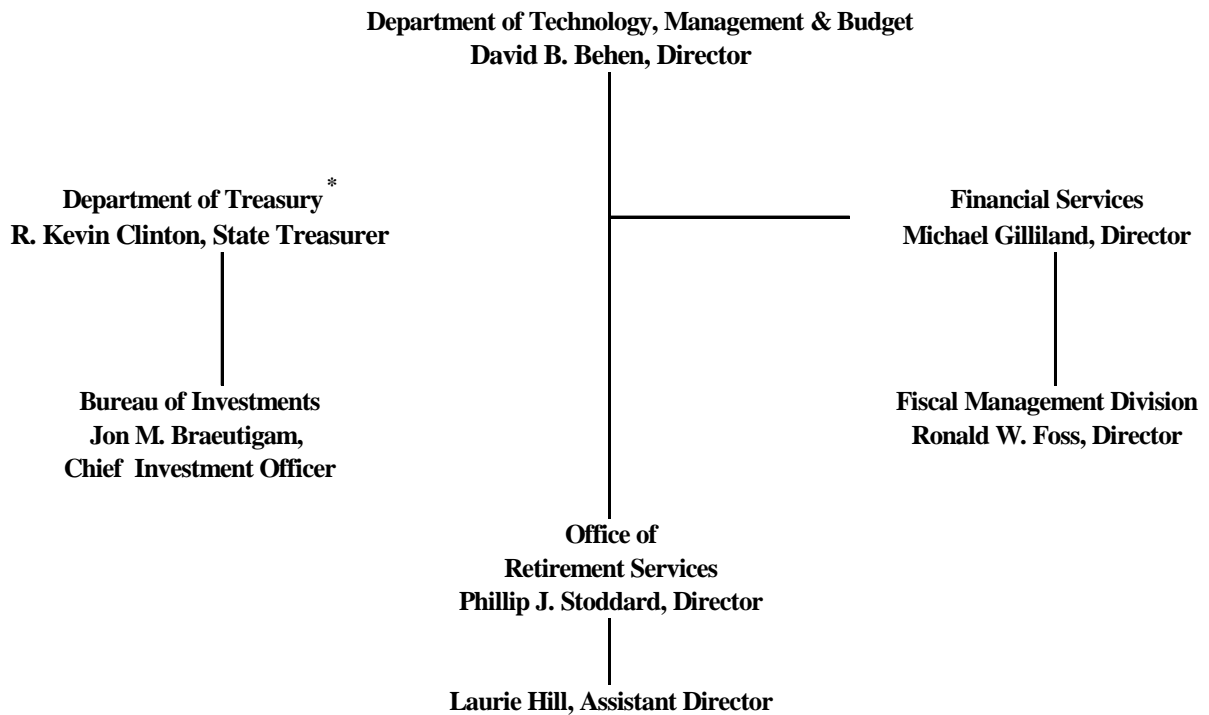 Department of Technology, Management & Budget
David B. Behen, Director
Department of Treasury *
R. Kevin Clinton, State Treasurer
Financial Services
Michael Gilliland, Director
Bureau of Investments
Jon M. Braeutigam,
Chief Investment Officer
Fiscal Management Division
Ronald W. Foss, Director
Office of
Retirement Services
Phillip J. Stoddard, Director
Laurie Hill, Assistant Director